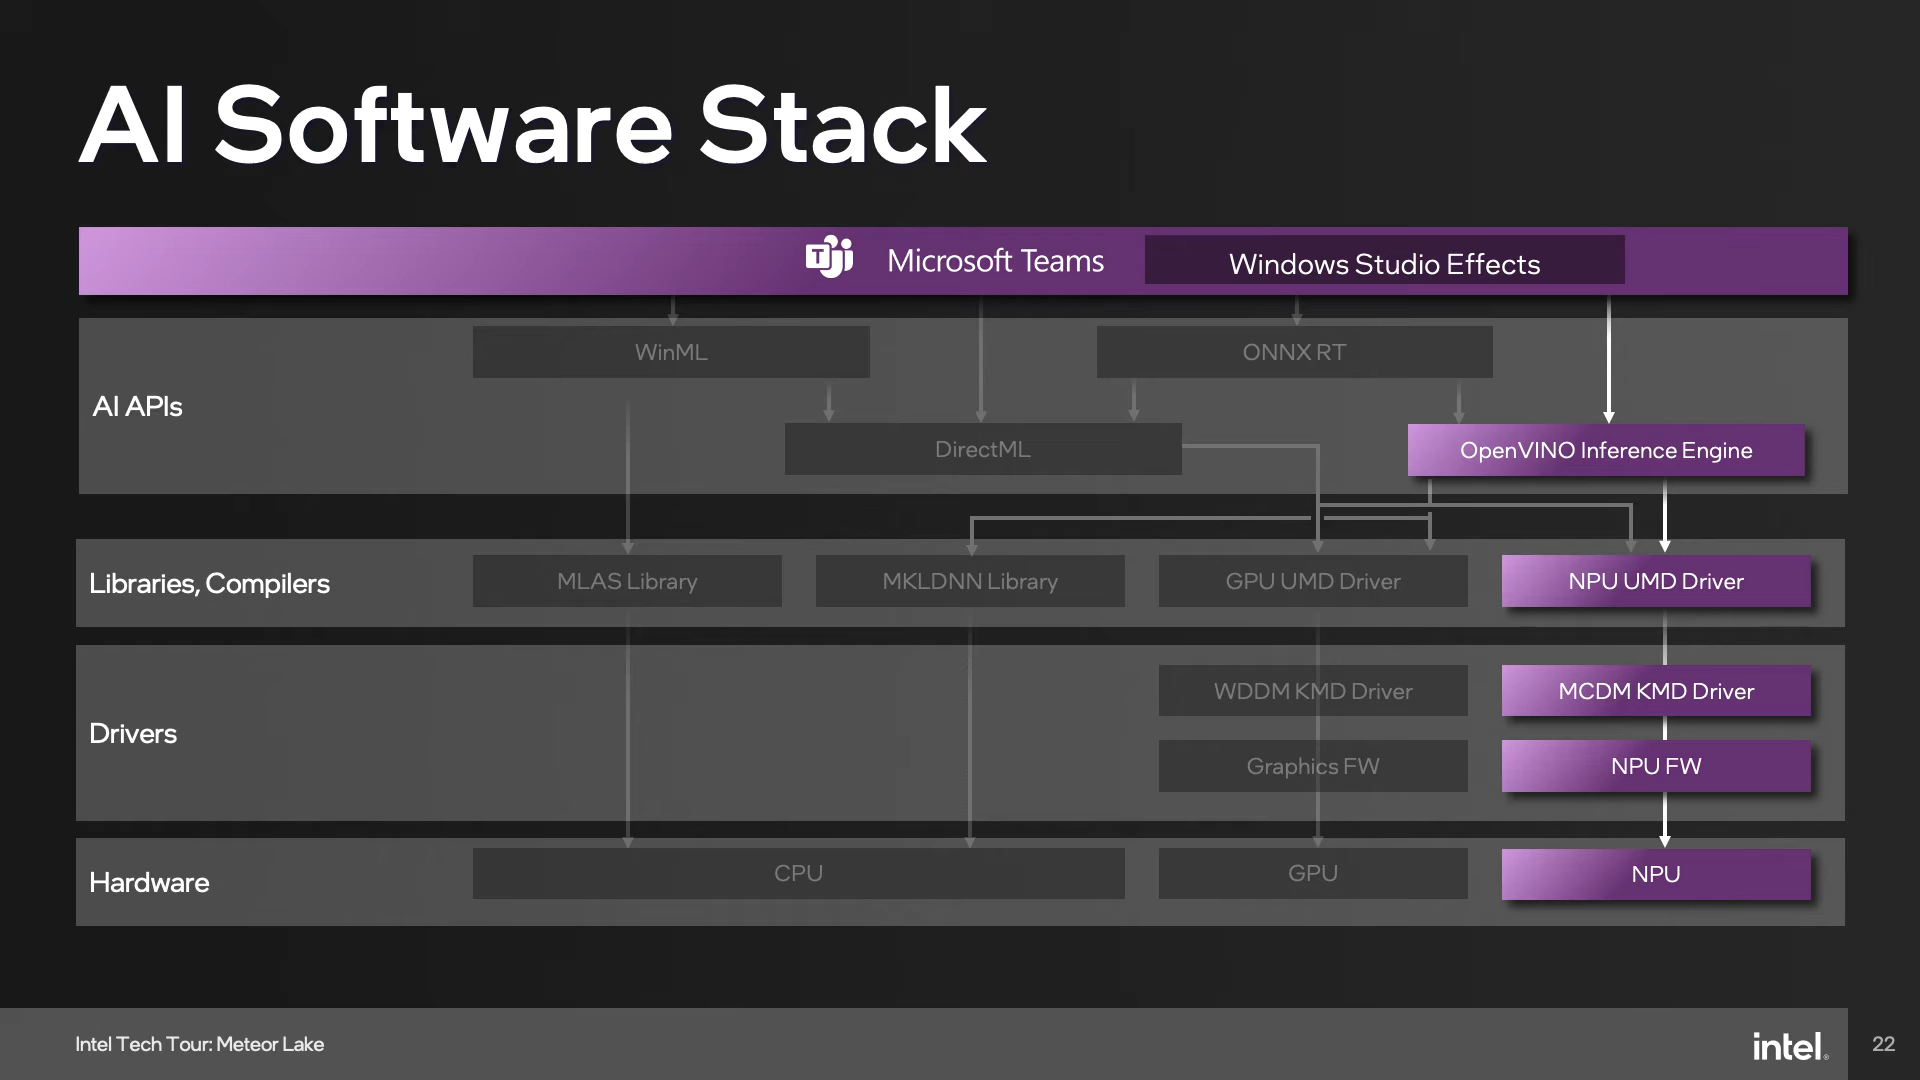 AI Software Stack
Microsoft Teams
Windows Studio Effects
WinML
ONNX RT
AI APIs
DirectML
OpenVINO Inference Engine
Libraries, Compilers
MLAS Library
MKLDNN Library
GPU UMD Driver
NPU UMD Driver
WDDM KMD Driver
MCDM KMD Driver
Drivers
Graphics FW
NPU FW
Hardware
CPU
GPU
NPU
Intel Tech Tour: Meteor Lake
intel
22